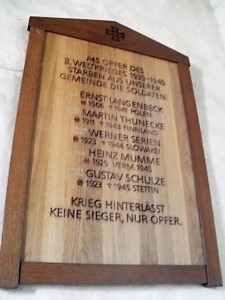 ALS OPFER DES
II. WELTKRIEGES 1939-1945
STARBEN AUS UNSERER
GEMEINDE DIE SOLDATEN:
ERNST LANGENBECK
* 1906 + 1941 POLEN
MARTIN THUNECKE
* 1911 + 1943 FINNLAND
WERNER SERIEN
* 1923 + 1944 SLOWAKEI
HEINZ MUMME
* 1925 VERM. 1945
GUSTAV SCHULZE
* 1923 + 1945 STETTIN
KRIEG HINTERLÄSST
KEINE SIEGER, NUR OPFER.